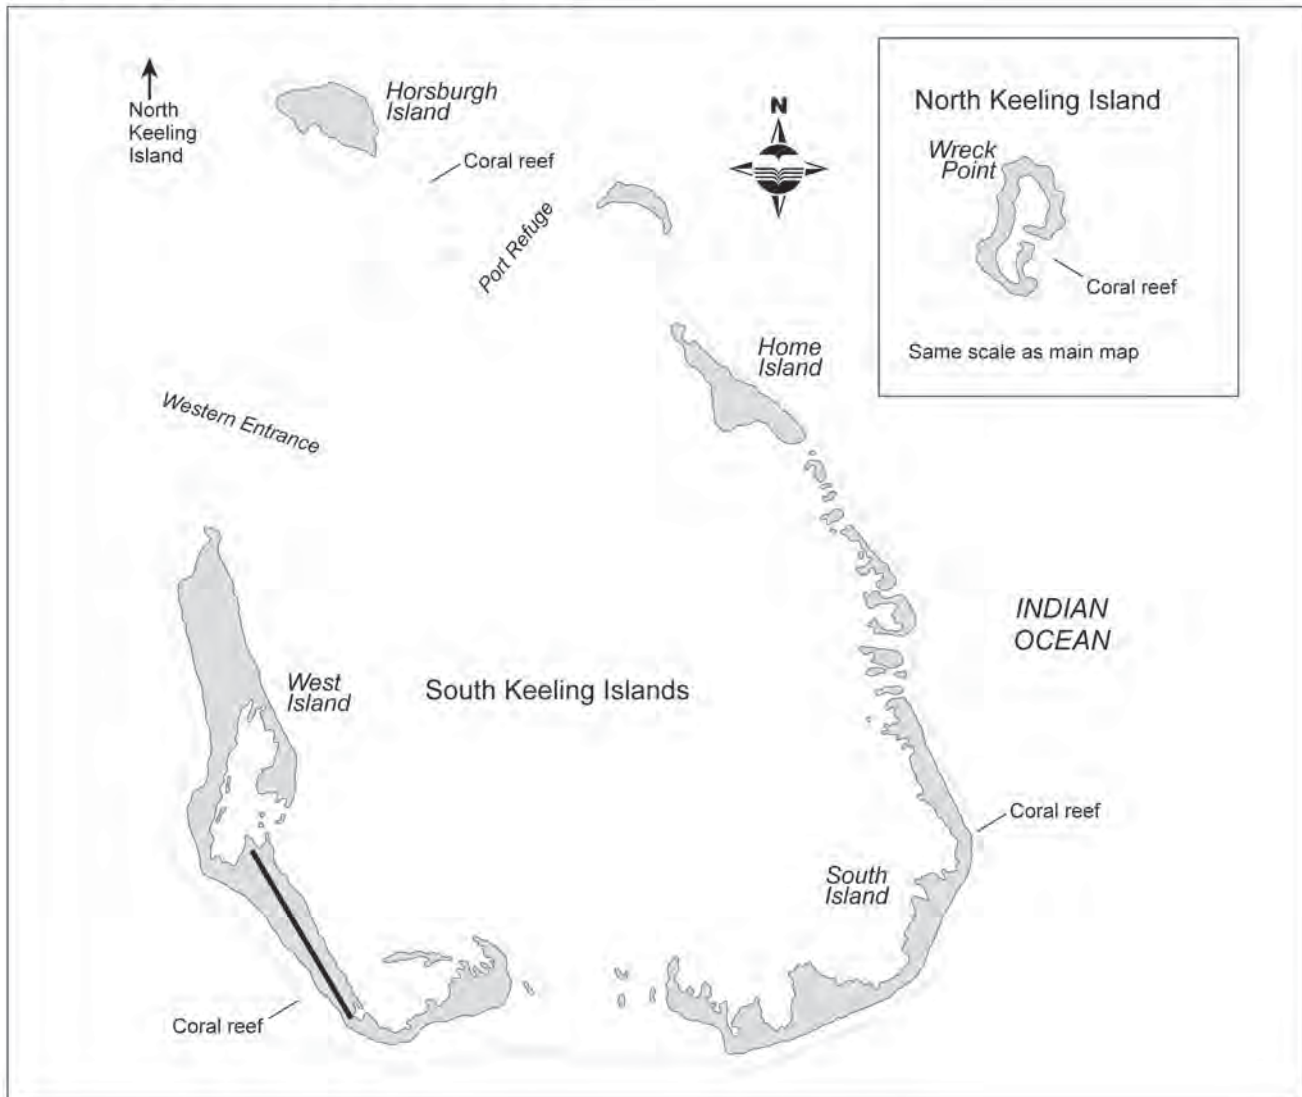 North
Keeling
Island
Horsburgh
Island
Coral reef
Port Refuge
N
North Keeling Island
Wreck
Point
Coral reef
Same scale as main map
Home
Island
Western Entrance
INDIAN
OCEAN
West
Island
South Keeling Islands
Coral reef
South
Island
Coral reef